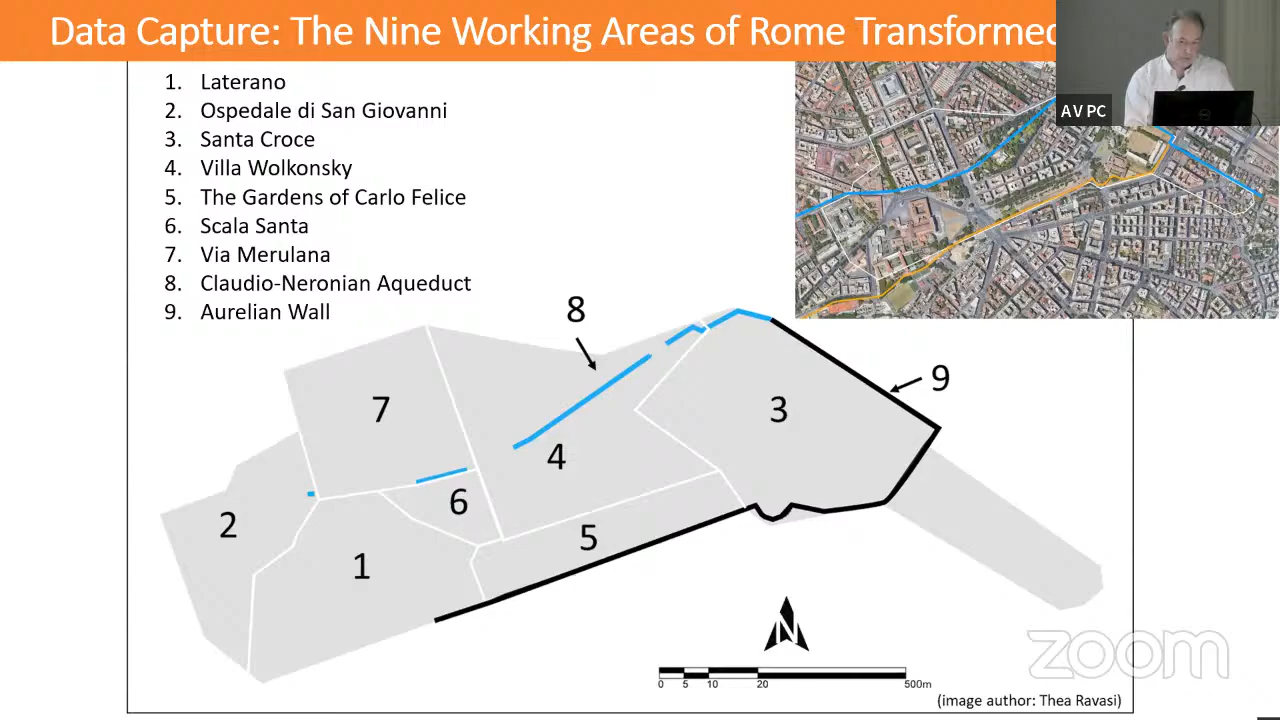 Data Capture: The Nine Working Areas of Rome Transformed
AV PC
1. Laterano
2. Ospedale di San Giovanni
3. Santa Croce
4. Villa Wolkonsky
5. The Gardens of Carlo Felice
6. Scala Santa
7. Via Merulana
8. Claudio-Neronian Aqueduct
9. Aurelian Wall
8
9
7
3
4
6
2
5
1
N
0 5 10 20 500m
zoom
(image author: Thea Ravasi)